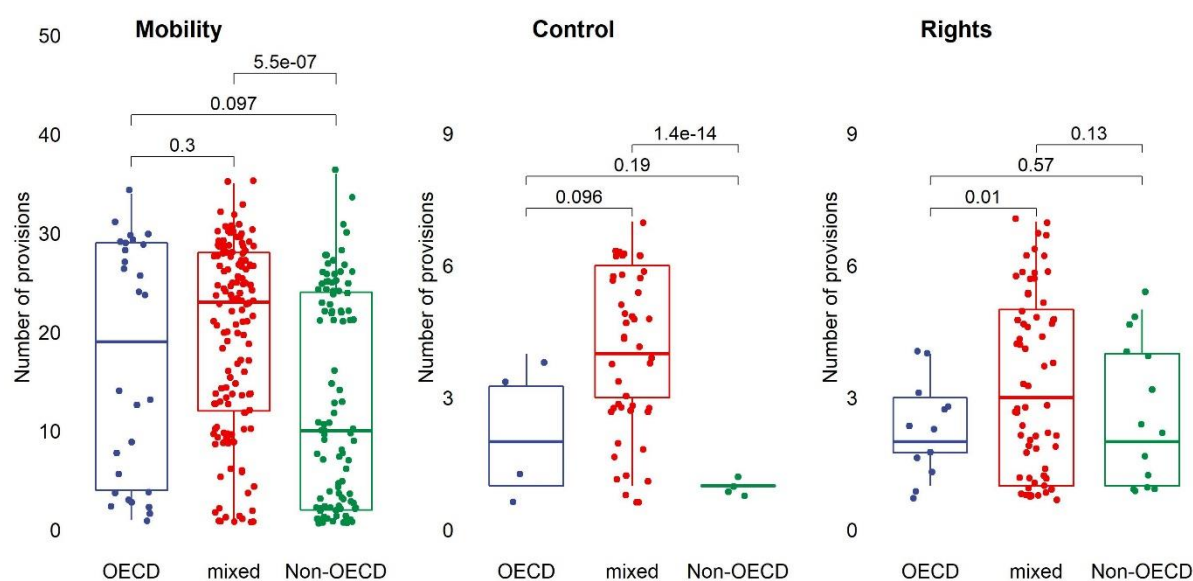 Mobility
Control
Rights
50
5.5e-07
0.097
0.3
40
30
20
10
0
Number of provisions
OECD
mixed
Non-OECD
9
1.4e-14
0.19
0.096
6
3
0
Number of provisions
OECD
mixed
Non-OECD
9
0.13
0.57
0.01
6
3
0
Number of provisions
OECD
mixed
Non-OECD